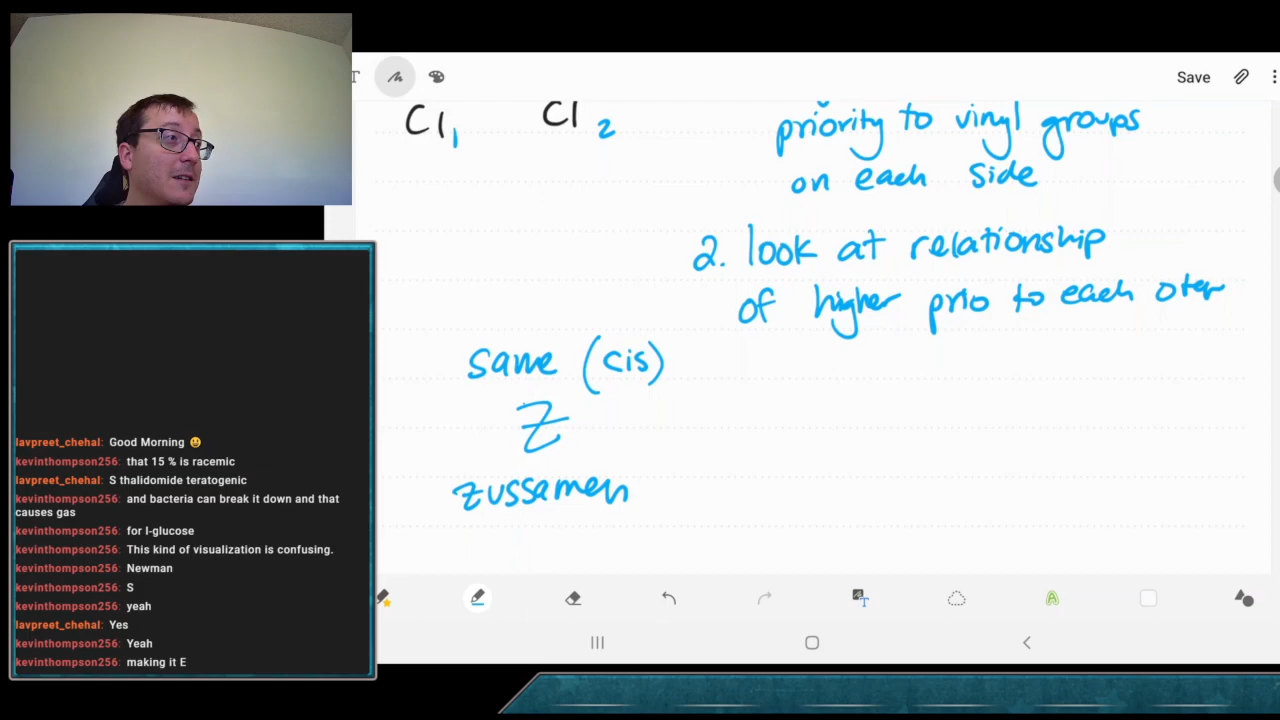 T
Save
Cl1 Cl 2
priority to vinyl groups
on each side
2. look at relationship
of higher prio to each oter
same (cis)
Z
zussamen
lavpreet_chehal: Good Morning 😃
kevinthompson256: that 15 % is racemic
lavpreet_chehal: S thalidomide teratogenic
kevinthompson256: and bacteria can break it down and that
causes gas
kevinthompson256: for l-glucose
kevinthompson256: This kind of visualization is confusing.
kevinthompson256: Newman
kevinthompson256: S
kevinthompson256: yeah
lavpreet_chehal: Yes
kevinthompson256: Yeah
kevinthompson256: making it E
T
A